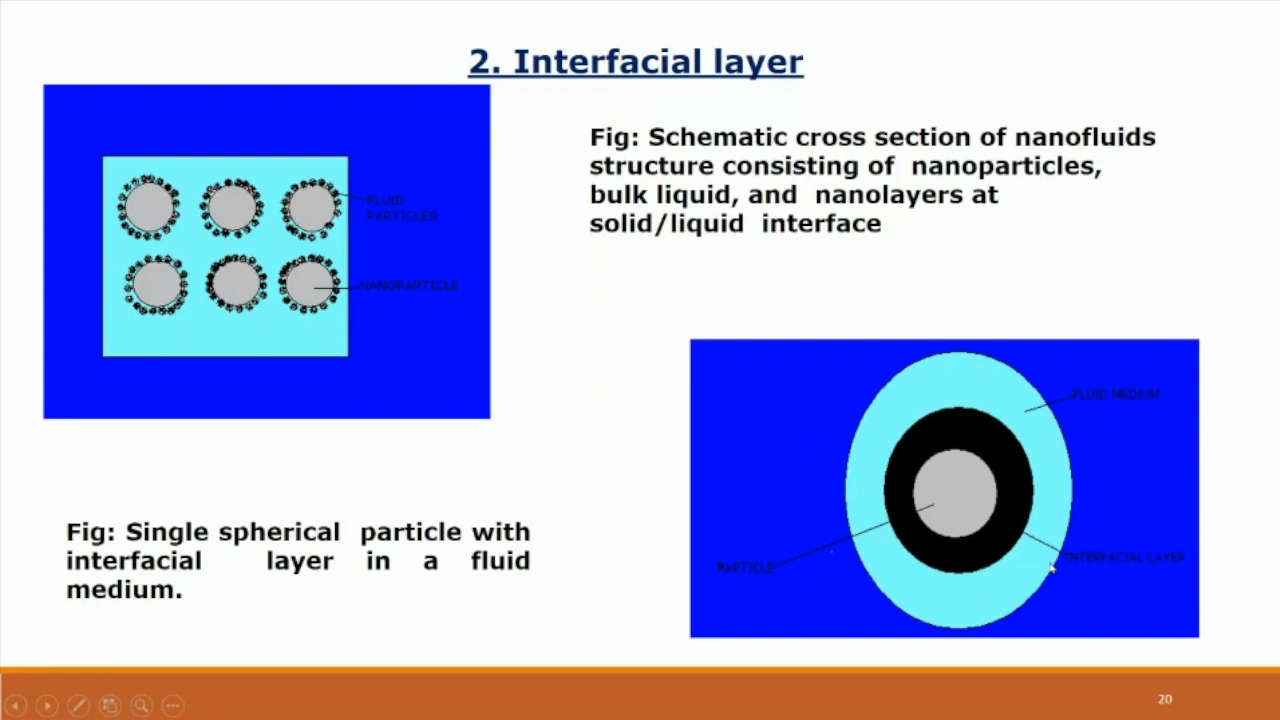 2. Interfacial layer
Fig: Schematic cross section of nanofluids
structure consisting of nanoparticles,
bulk liquid, and nanolayers at
solid/liquid interface
FLUID
PARTICLES
NANOPARTICLE
Fig: Single spherical particle with
interfacial layer in a fluid
medium.
FLUID MEDIUM
PARTICLE
INTERFACIAL LAYER
20